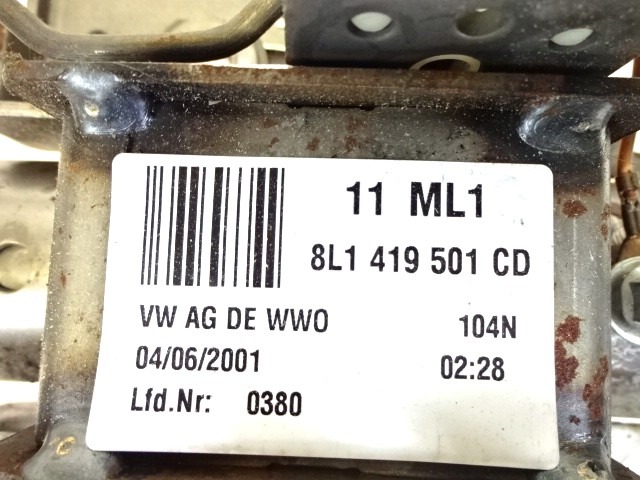 11 ML1
8L1 419 501 CD
VW AG DE WWO 104N
04/06/2001 02:28
Lfd.Nr: 0380